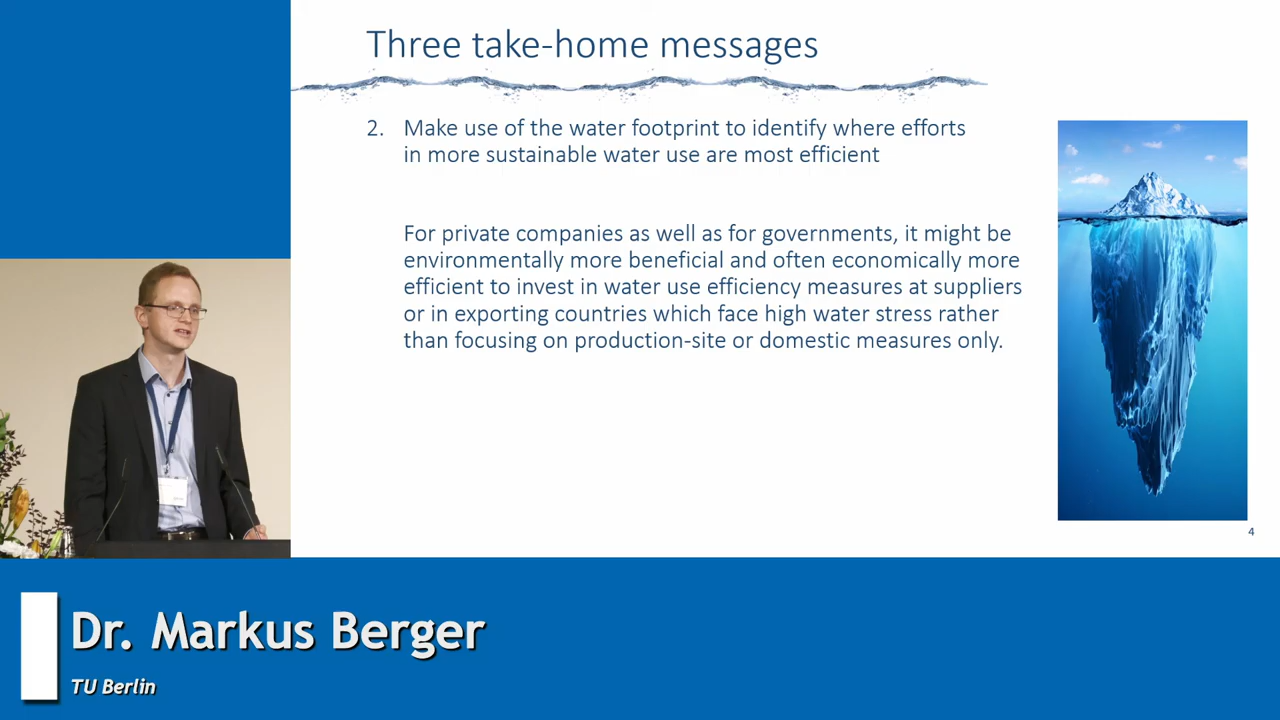 Three take-home messages
2. Make use of the water footprint to identify where efforts
in more sustainable water use are most efficient
For private companies as well as for governments, it might be
environmentally more beneficial and often economically more
efficient to invest in water use efficiency measures at suppliers
or in exporting countries which face high water stress rather
than focusing on production-site or domestic measures only.
4
Dr. Markus Berger
TU Berlin